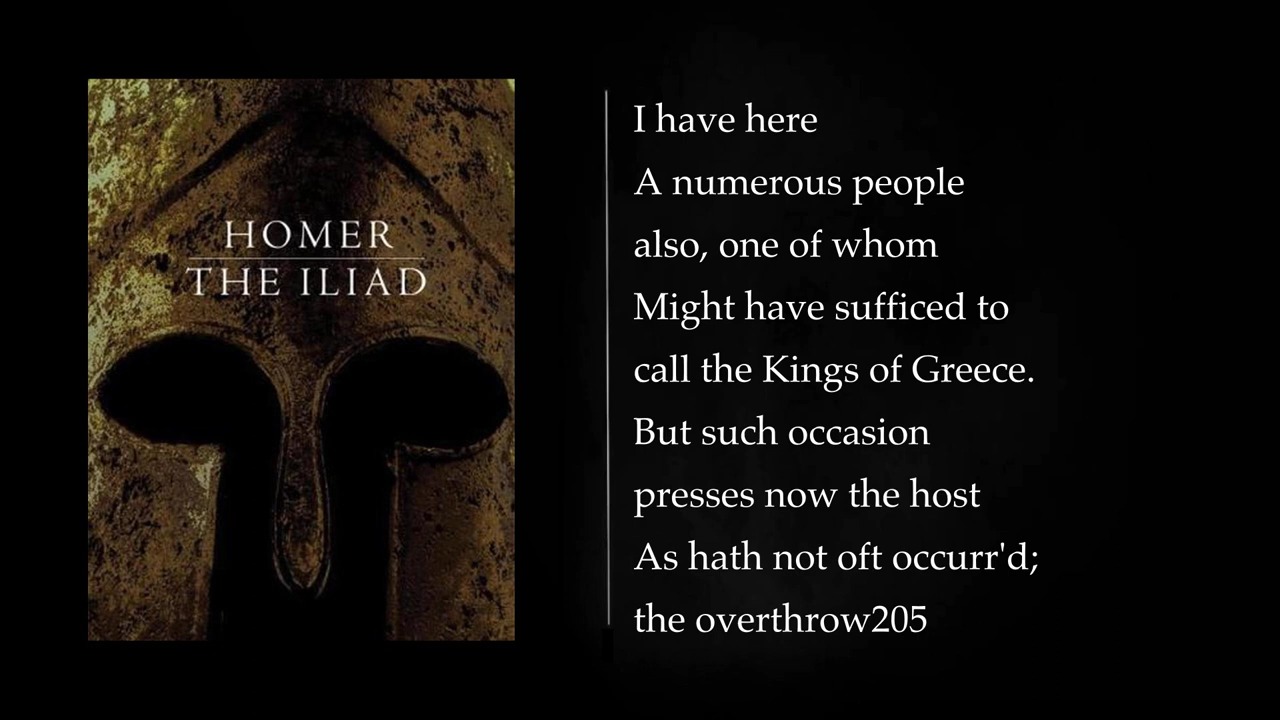 HOMER
THE ILIAD
I have here
A numerous people
also, one of whom
Might have sufficed to
call the Kings of Greece.
But such occasion
presses now the host
As hath not oft occurr'd;
the overthrow205